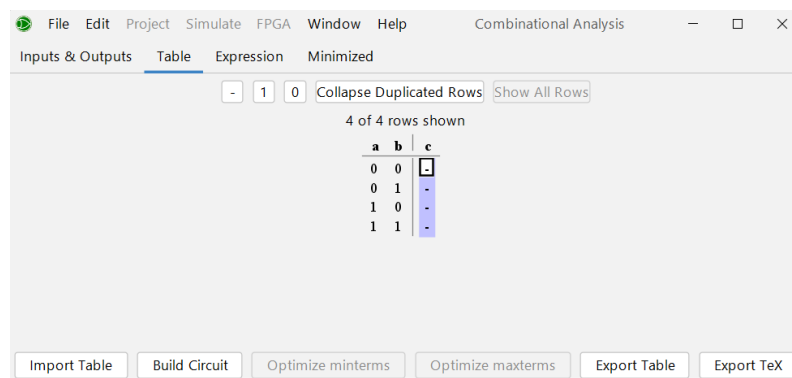 File Edit Project Simulate FPGA Window Help Combinational Analysis
Inputs & Outputs Table Expression Minimized
- 1 0 Collapse Duplicated Rows Show All Rows
4 of 4 rows shown
a b c
0 0 -
0 1 -
1 0 -
1 1 -
Import Table Build Circuit Optimize minterms Optimize maxterms Export Table Export TeX